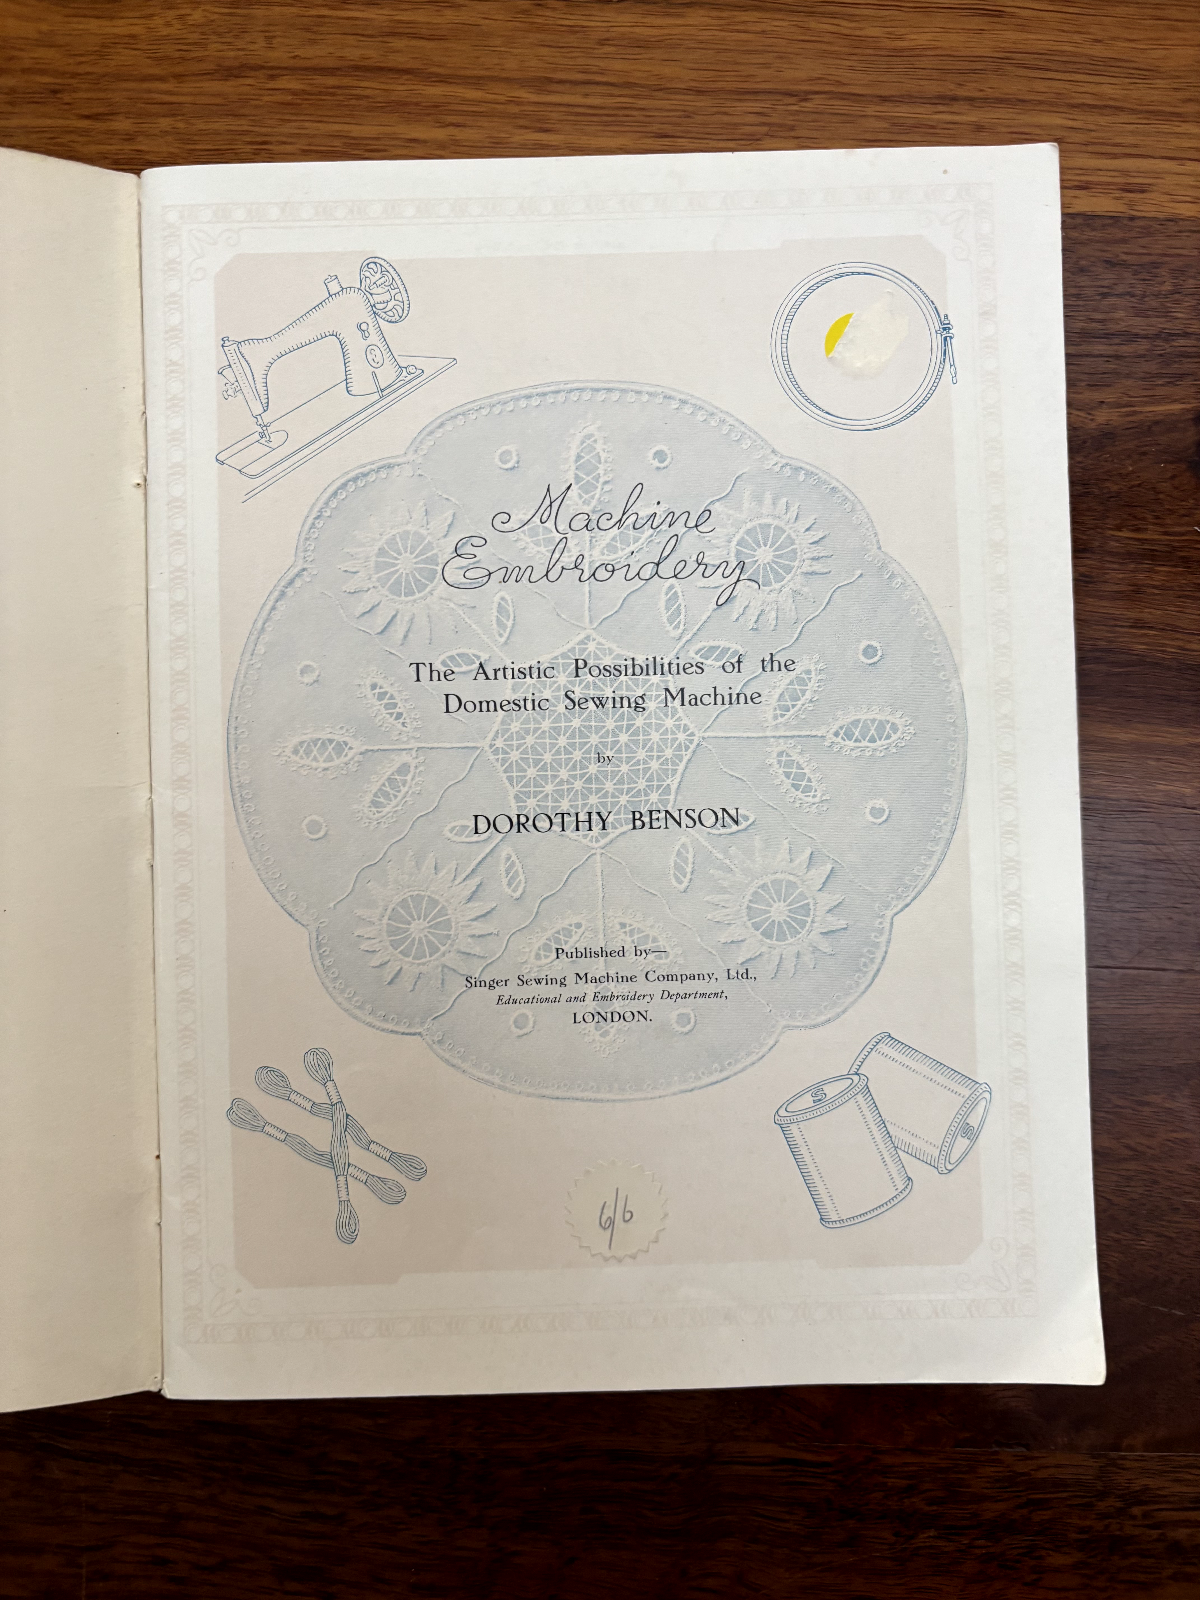 Machine
Embroidery
The Artistic Possibilities of the
Domestic Sewing Machine
by
DOROTHY BENSON
Published by—
Singer Sewing Machine Company, Ltd.,
Educational and Embroidery Department,
LONDON.
S
S
6/6